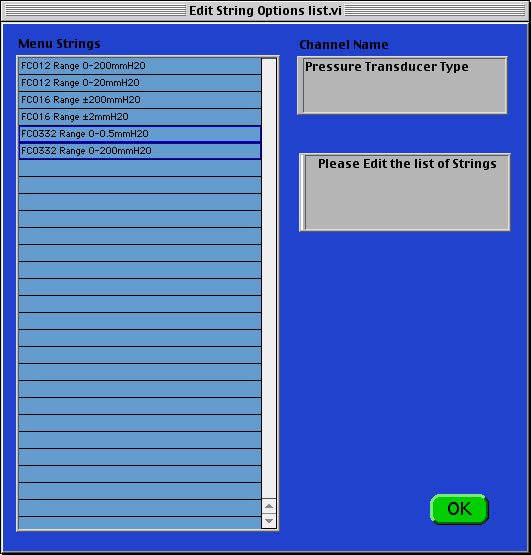 Edit String Options list.vi
Menu Strings
Channel Name
FC012 Range 0-200mmH20
FC012 Range 0-20mmH20
FC016 Range ±200mmH20
FC016 Range ±2mmH20
FC0332 Range 0-0.5mmH20
FC0332 Range 0-200mmH20
Pressure Transducer Type
Please Edit the list of Strings
OK